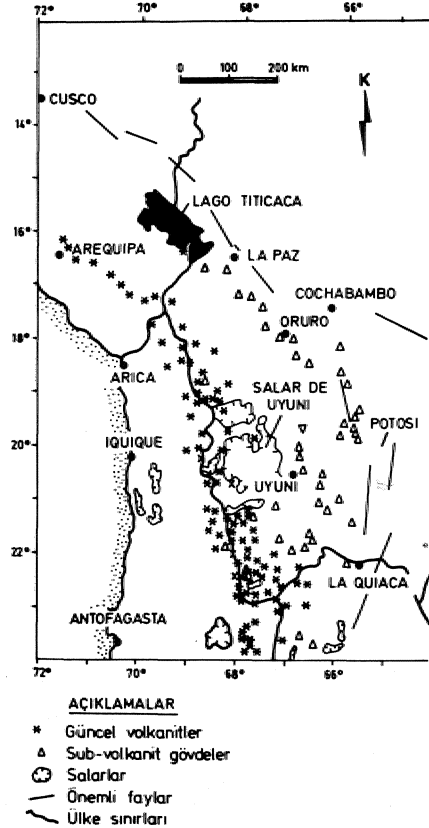 72° 70° 68° 66°
0 100 200 km
K
CUSCO
14°
LAGO TITICACA
16°
AREQUIPA
LA PAZ
COCHABAMBO
ORURO
18°
ARICA
SALAR DE
UYUNI
POTOSI
20°
IQUIQUE
UYUNI
22°
LA QUIACA
ANTOFAGASTA
72° 70° 68° 66°
AÇIKLAMALAR
Güncel volkanitler
Sub-volkanit gövdeler
Salarlar
Önemli faylar
Ülke sınırları